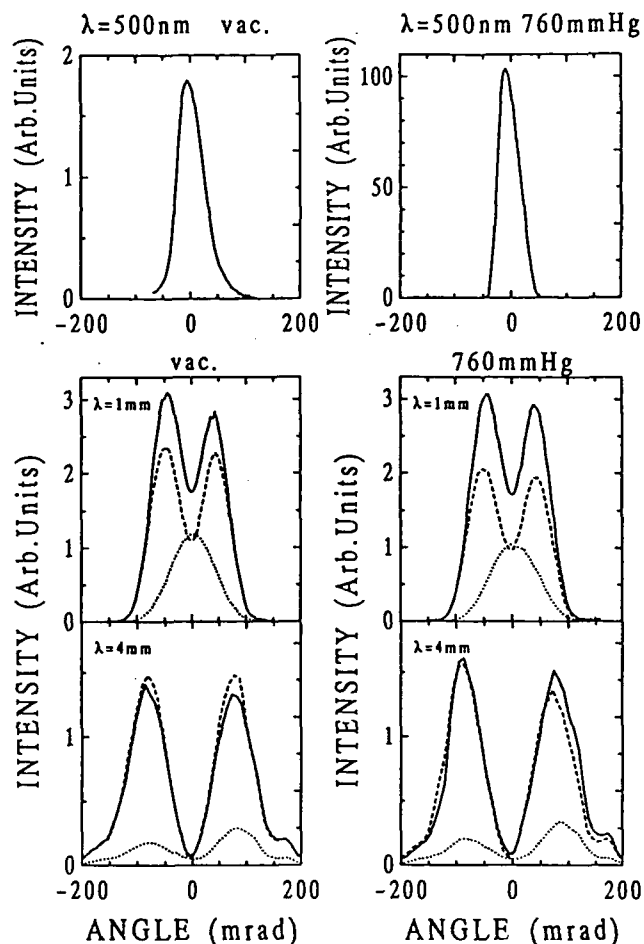 λ=500nm vac.
λ=500nm 760mmHg
INTENSITY (Arb.Units)
2
1
0
-200
0
200
INTENSITY (Arb.Units)
100
50
0
-200
0
200
vac.
760mmHg
INTENSITY (Arb.Units)
λ=1mm
3
2
1
0
λ=4mm
1
0
-200
0
200
ANGLE (mrad)
INTENSITY (Arb.Units)
λ=1mm
3
2
1
0
λ=4mm
1
0
-200
0
200
ANGLE (mrad)